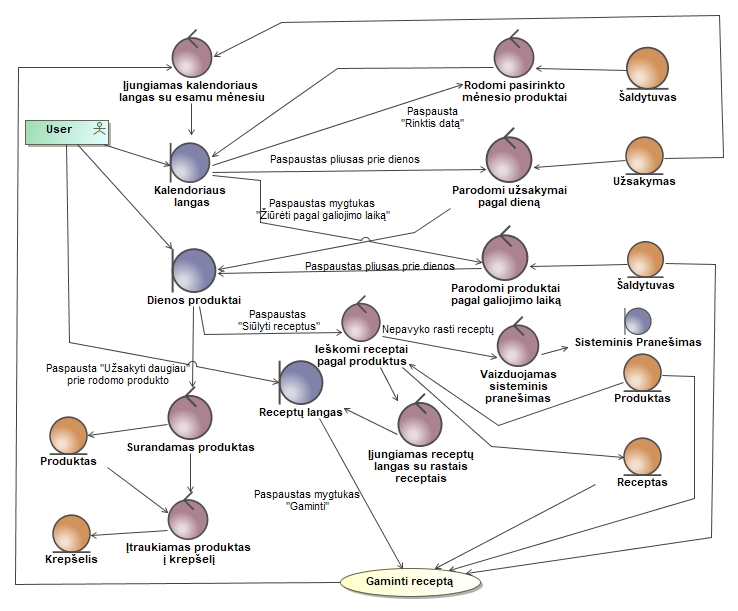 Įjungiamas kalendoriaus
langas su esamu mėnesiu
Rodomi pasirinkto
mėnesio produktai
Šaldytuvas
Paspausta
"Rinktis datą"
User
Paspaustas pliusas prie dienos
Kalendoriaus
langas
Parodomi užsakymai
pagal dieną
Užsakymas
Paspaustas mygtukas
"Žiūrėti pagal galiojimo laiką"
Paspaustas pliusas prie dienos
Dienos produktai
Parodomi produktai
pagal galiojimo laiką
Šaldytuvas
Paspaustas
"Siūlyti receptus"
Nepavyko rasti receptų
Ieškomi receptai
pagal produktus
Sisteminis Pranešimas
Vaizduojamas
sisteminis
pranešimas
Paspausta "Užsakyti daugiau"
prie rodomo produkto
Receptų langas
Produktas
Surandamas produktas
Produktas
Įjungiamas receptų
langas su rastais
receptais
Receptas
Paspaustas mygtukas
"Gaminti"
Krepšelis
Įtraukiamas produktas
į krepšelį
Gaminti receptą